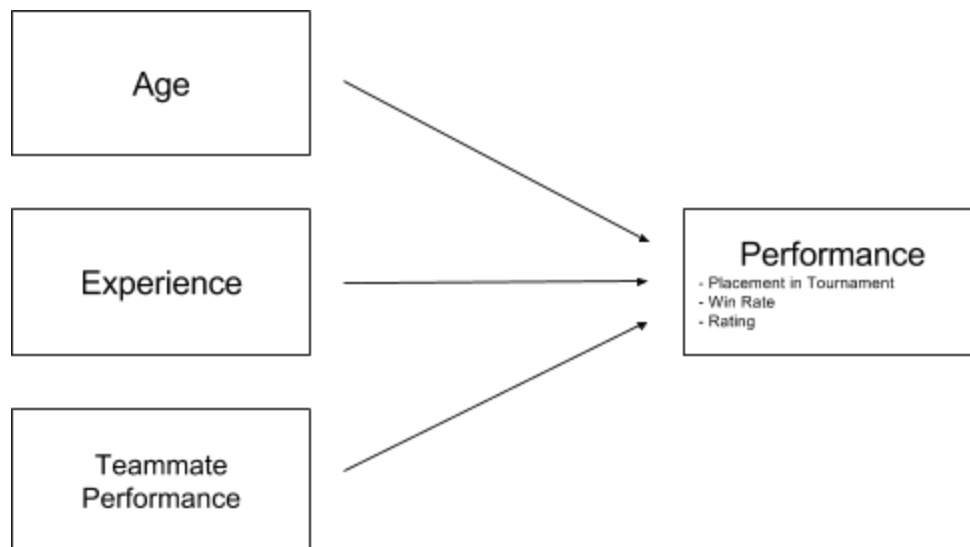 Age
Experience
Teammate
Performance
Performance
- Placement in Tournament
- Win Rate
- Rating